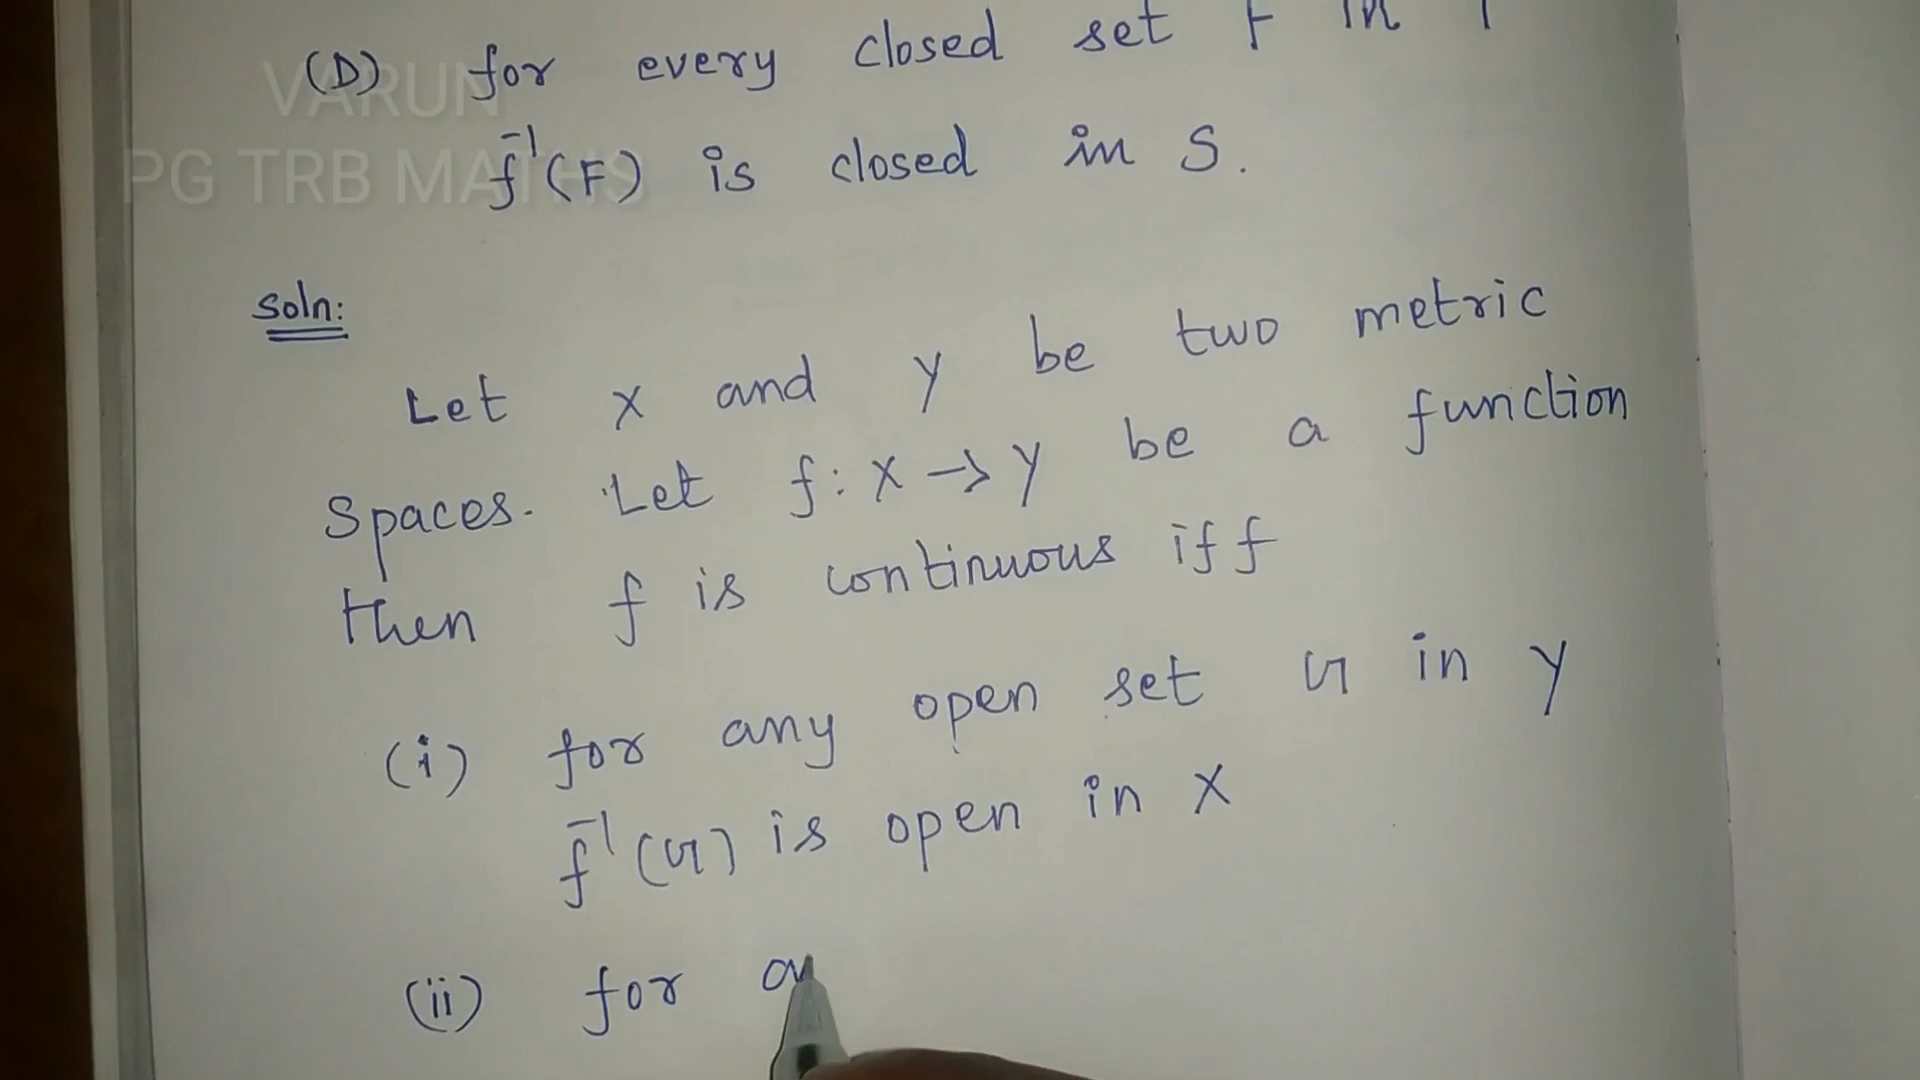 (D) for every closed set F in T
VARUN
PG TRB MATHS
f⁻¹(F) is closed in S.
Soln:
Let X and Y be two metric
Spaces. Let f: X → Y be a function
then f is continuous iff
(i) for any open set G in Y
f⁻¹(G) is open in X
(ii) for